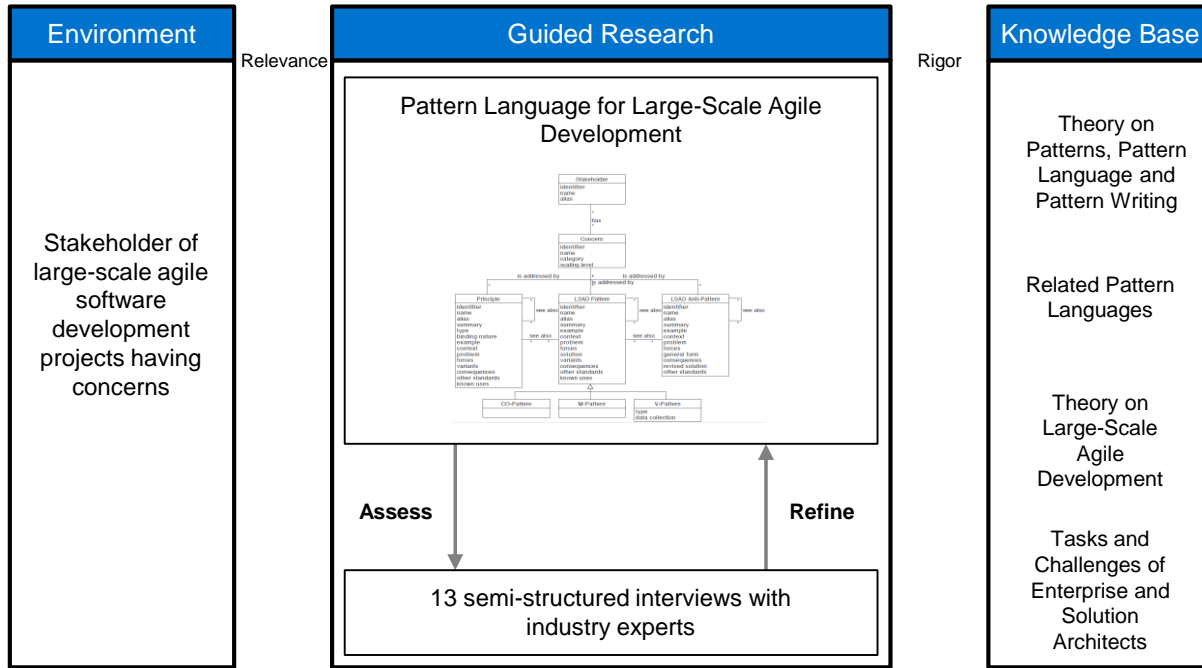 Environment
Relevance
Stakeholder of
large-scale agile
software
development
projects having
concerns
Guided Research
Pattern Language for Large-Scale Agile
Development
Stakeholder
identifier
name
alias
*
has
*
Concern
identifier
name
category
scaling level
is addressed by
*
is addressed by
is addressed by
*
*
*
Principle
identifier
name
alias
summary
type
binding nature
example
context
problem
forces
variants
consequences
other standards
known uses
*
see also
*
see also
*
*
LSAD Pattern
identifier
name
alias
summary
example
context
problem
forces
solution
variants
consequences
other standards
known uses
*
see also
*
see also
*
*
LSAD Anti-Pattern
identifier
name
alias
summary
example
context
problem
forces
general form
consequences
revised solution
other standards
*
see also
*
CO-Pattern
M-Pattern
V-Pattern
type
data collection
Assess
Refine
13 semi-structured interviews with
industry experts
Rigor
Knowledge Base
Theory on
Patterns, Pattern
Language and
Pattern Writing
Related Pattern
Languages
Theory on
Large-Scale
Agile
Development
Tasks and
Challenges of
Enterprise and
Solution
Architects